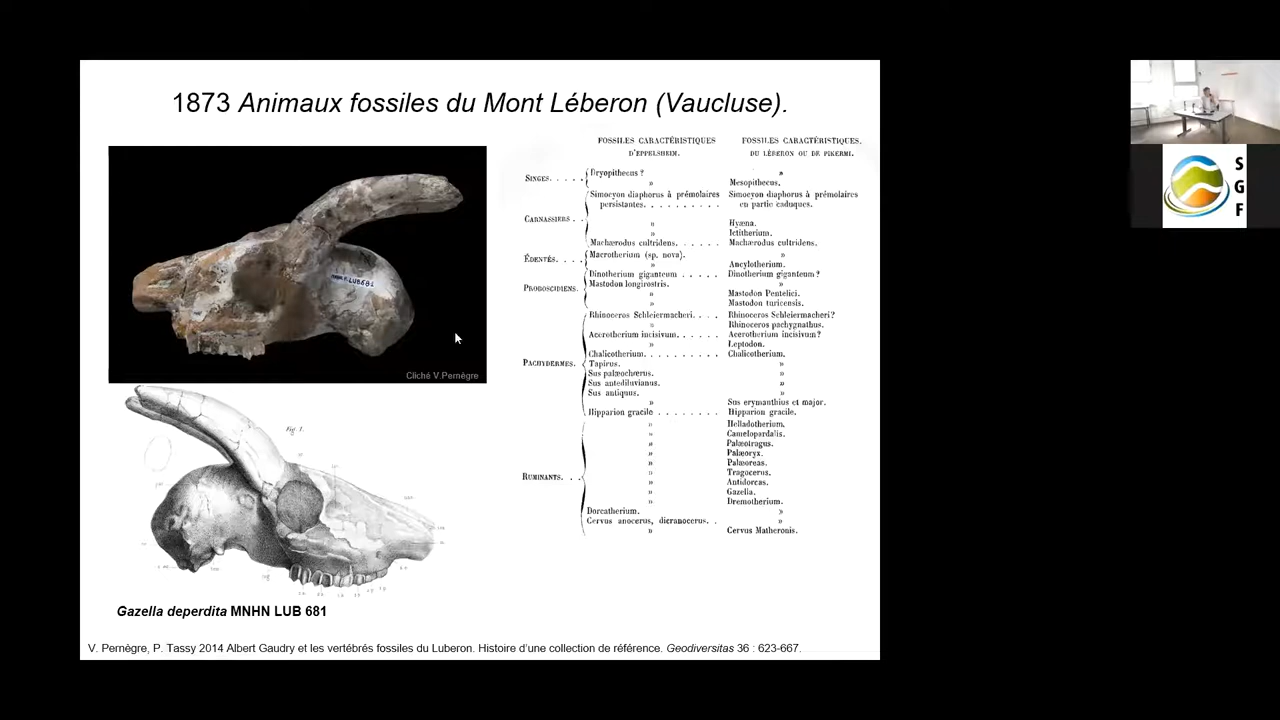 1873 Animaux fossiles du Mont Léberon (Vaucluse).
MNHN.F.LUB681
Cliché V.Pernègre
Fig. 1.
Gazella deperdita MNHN LUB 681
FOSSILES CARACTÉRISTIQUES D'EPPELSHEIM.
FOSSILES CARACTÉRISTIQUES. DU LÉBERON OU DE PIKERMI.
SINGES. . . . .
Dryopithecus ? »
» Mesopithecus.
CARNASSIERS . .
Simocyon diaphorus à prémolaires Simocyon diaphorus à prémolaires
persistantes. . . . . . . . . . en partie caduques.
» Hyæna.
» Ictitherium.
Machærodus cultridens. . . . . . Machærodus cultridens.
ÉDENTÉS. . . . .
Macrotherium (sp. nova). »
» Ancylotherium.
PROBOSCIDIENS.
Dinotherium giganteum . . . . . Dinotherium giganteum ?
Mastodon longirostris. »
» Mastodon Pentelici.
» Mastodon turicensis.
PACHYDERMES. .
Rhinoceros Schleiermacheri. . . . Rhinoceros Schleiermacheri ?
» Rhinoceros pachygnathus.
Acerotherium incisivum. . . . . . Acerotherium incisivum ?
» Leptodon.
Chalicotherium. . . . . . . . . . Chalicotherium.
Tapirus. »
Sus palæochœrus. »
Sus antediluvianus. »
Sus antiquus. »
» Sus erymanthius et major.
Hipparion gracile . . . . . . . . Hipparion gracile.
RUMINANTS. . .
» Helladotherium.
» Camelopardalis.
» Palæotragus.
» Palæoryx.
» Palæoreas.
» Tragocerus.
» Antidorcas.
» Gazella.
» Dremotherium.
Dorcatherium. »
Cervus anocerus, dicranocerus. . »
» Cervus Matheronis.
V. Pernègre, P. Tassy 2014 Albert Gaudry et les vertébrés fossiles du Luberon. Histoire d'une collection de référence. Geodiversitas 36 : 623-667.
S
G
F